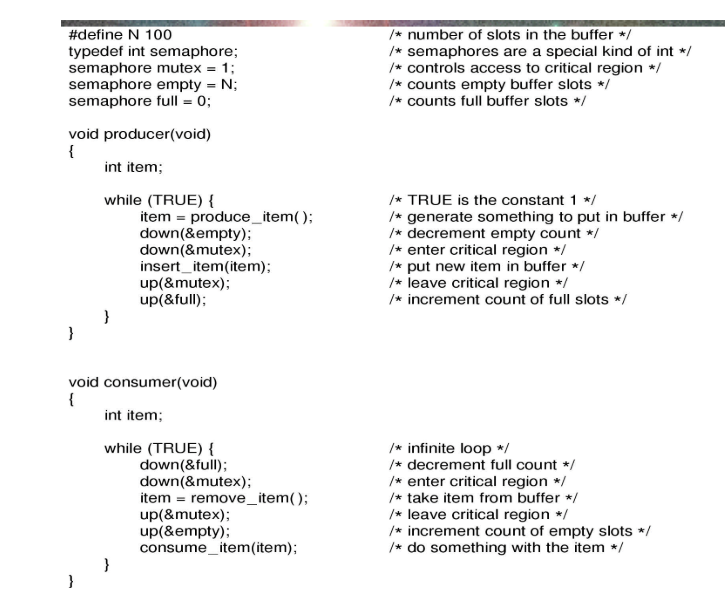 #define N 100 /* number of slots in the buffer */
typedef int semaphore; /* semaphores are a special kind of int */
semaphore mutex = 1; /* controls access to critical region */
semaphore empty = N; /* counts empty buffer slots */
semaphore full = 0; /* counts full buffer slots */
void producer(void)
{
int item;
while (TRUE) { /* TRUE is the constant 1 */
item = produce_item( ); /* generate something to put in buffer */
down(&empty); /* decrement empty count */
down(&mutex); /* enter critical region */
insert_item(item); /* put new item in buffer */
up(&mutex); /* leave critical region */
up(&full); /* increment count of full slots */
}
}
void consumer(void)
{
int item;
while (TRUE) { /* infinite loop */
down(&full); /* decrement full count */
down(&mutex); /* enter critical region */
item = remove_item( ); /* take item from buffer */
up(&mutex); /* leave critical region */
up(&empty); /* increment count of empty slots */
consume_item(item); /* do something with the item */
}
}